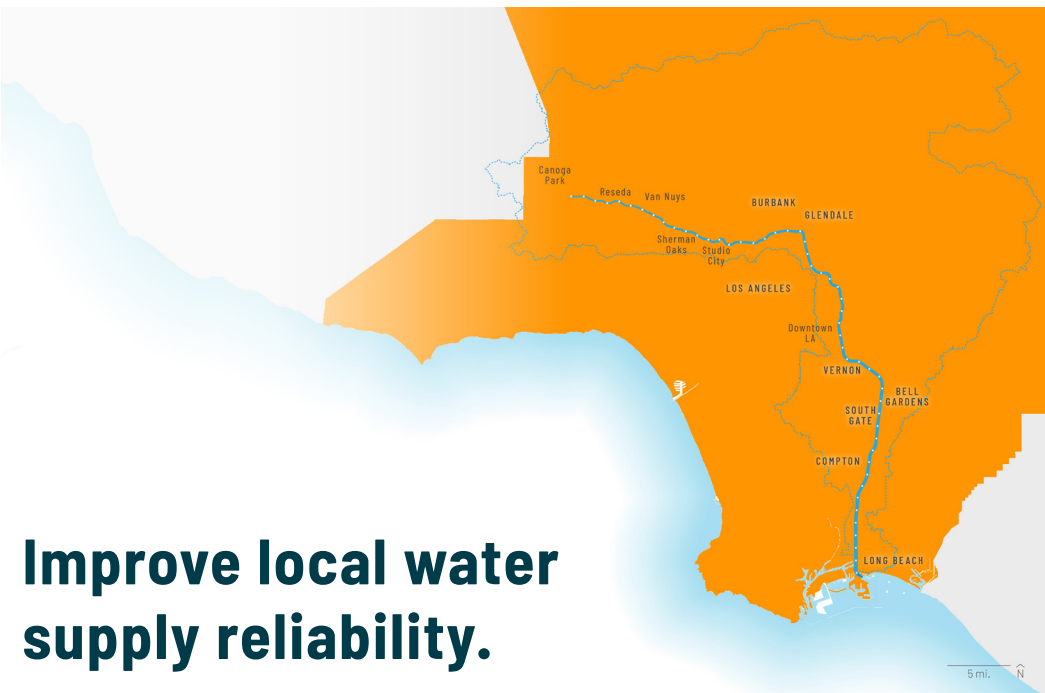 Canoga
Park
Reseda
Van Nuys
BURBANK
GLENDALE
Sherman
Oaks
Studio
City
LOS ANGELES
Downtown
LA
VERNON
BELL
GARDENS
SOUTH
GATE
COMPTON
LONG BEACH
Improve local water
supply reliability.
5 mi.
N